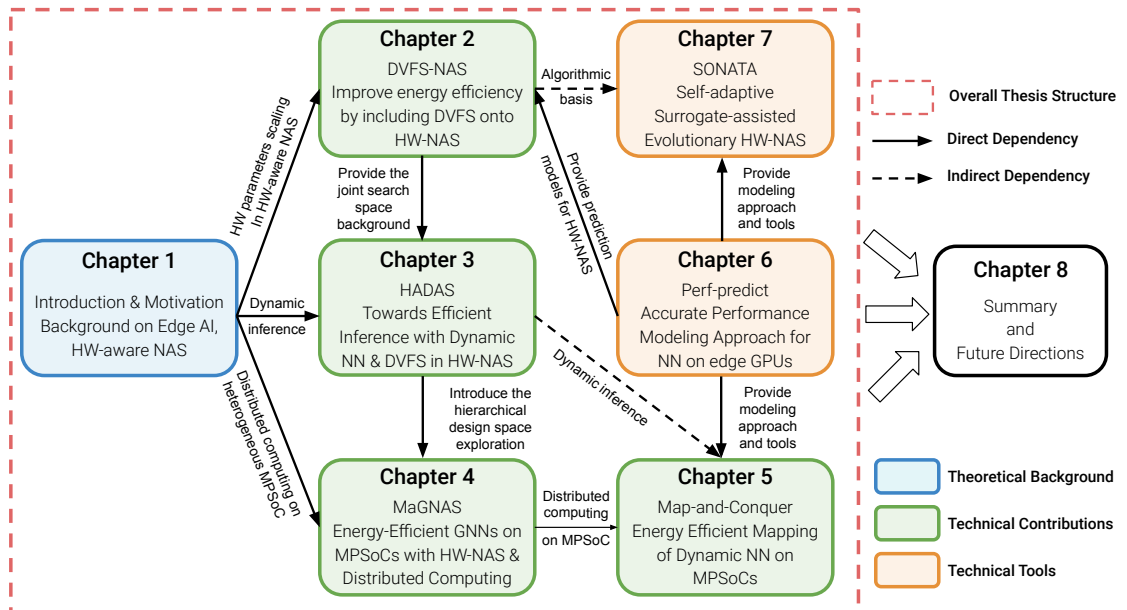 Chapter 1
Introduction & Motivation
Background on Edge AI,
HW-aware NAS
HW parameters scaling
In HW-aware NAS
Dynamic
inference
Distributed computing on
heterogeneous MPSoC
Chapter 2
DVFS-NAS
Improve energy efficiency
by including DVFS onto
HW-NAS
Provide the
joint search
space
background
Chapter 3
HADAS
Towards Efficient
Inference with Dynamic
NN & DVFS in HW-NAS
Introduce the
hierarchical
design space
exploration
Chapter 4
MaGNAS
Energy-Efficient GNNs on
MPSoCs with HW-NAS &
Distributed Computing
Algorithmic
basis
Provide prediction
models for HW-NAS
Dynamic inference
Distributed
computing
on MPSoC
Chapter 7
SONATA
Self-adaptive
Surrogate-assisted
Evolutionary HW-NAS
Provide
modeling
approach
and tools
Chapter 6
Perf-predict
Accurate Performance
Modeling Approach for
NN on edge GPUs
Provide
modeling
approach
and tools
Chapter 5
Map-and-Conquer
Energy Efficient Mapping
of Dynamic NN on
MPSoCs
Overall Thesis Structure
Direct Dependency
Indirect Dependency
Chapter 8
Summary
and
Future Directions
Theoretical Background
Technical Contributions
Technical Tools